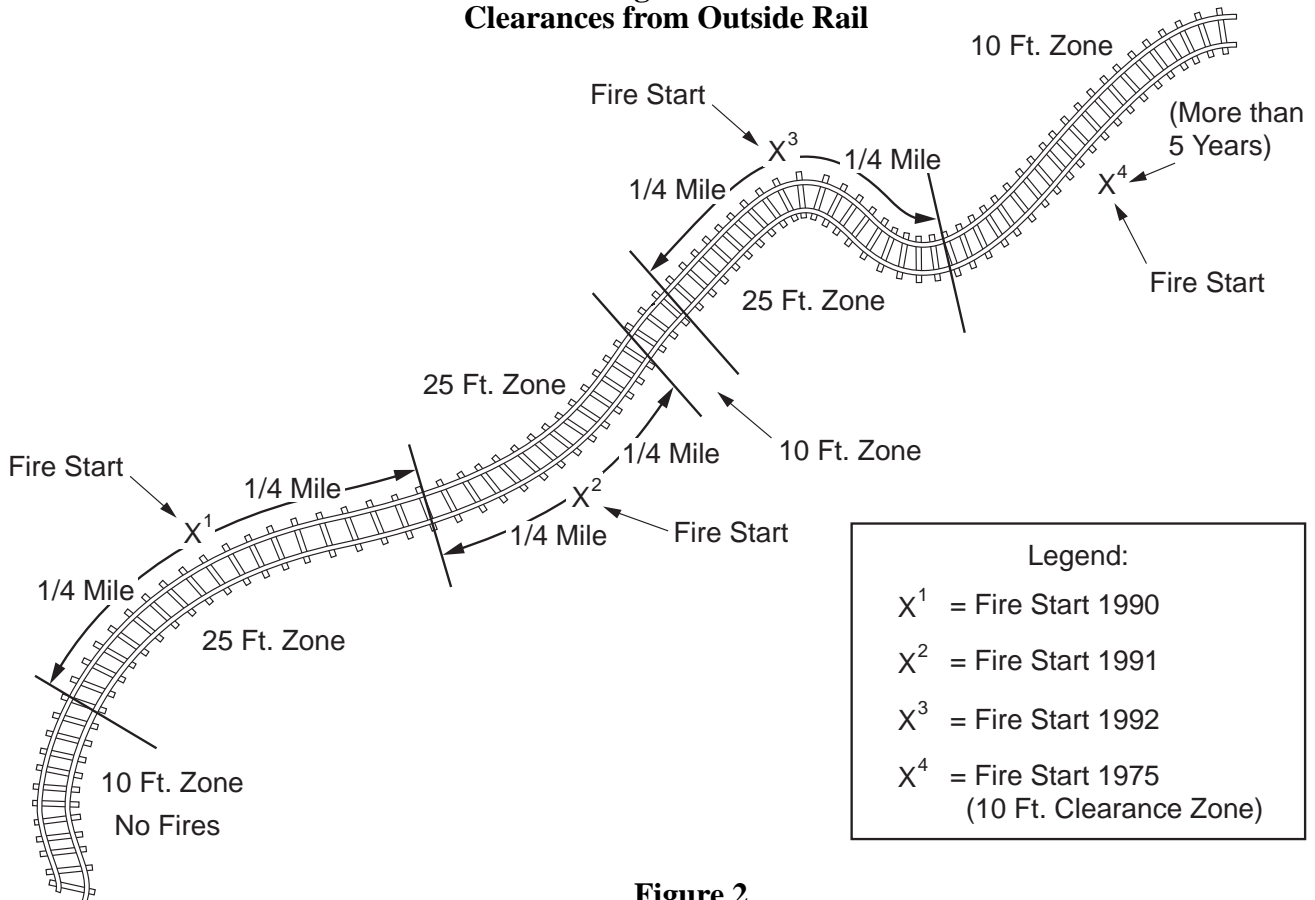 Clearances from Outside Rail
10 Ft. Zone
Fire Start
(More than
5 Years)
X3
1/4 Mile
1/4 Mile
X4
Fire Start
25 Ft. Zone
25 Ft. Zone
10 Ft. Zone
1/4 Mile
Fire Start
1/4 Mile
X2
X1
1/4 Mile
Fire Start
1/4 Mile
25 Ft. Zone
10 Ft. Zone
No Fires
Legend:
X1 = Fire Start 1990
X2 = Fire Start 1991
X3 = Fire Start 1992
X4 = Fire Start 1975
(10 Ft. Clearance Zone)
Figure 2